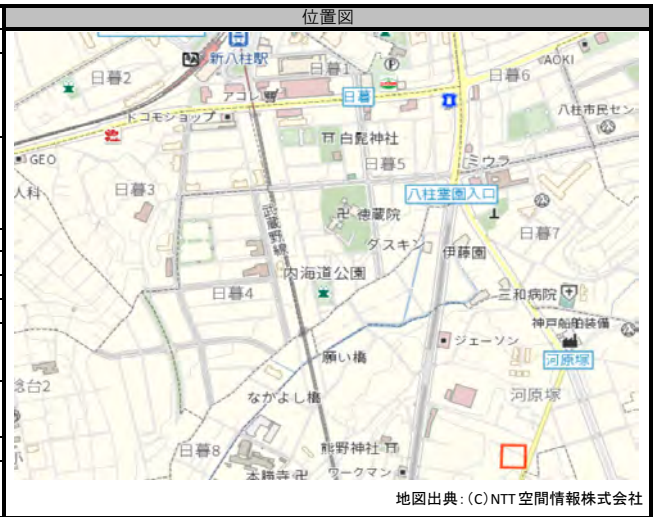 位置図
新八柱駅
日暮1
AOKI
日暮2
日暮6
アコレ
日暮
ドコモショップ
八柱市民セン
白髭神社
GEO
ミウラ
日暮5
人科
日暮3
八柱霊園入口
徳蔵院
武蔵野線
ダスキン
伊藤園
日暮7
内海道公園
日暮4
三和病院
神戸船舶装備
ジェーソン
願い橋
河原塚
念台2
なかよし橋
河原塚
小
日暮8
熊野神社
本勝寺
ワークマン
地図出典：(C)NTT空間情報株式会社